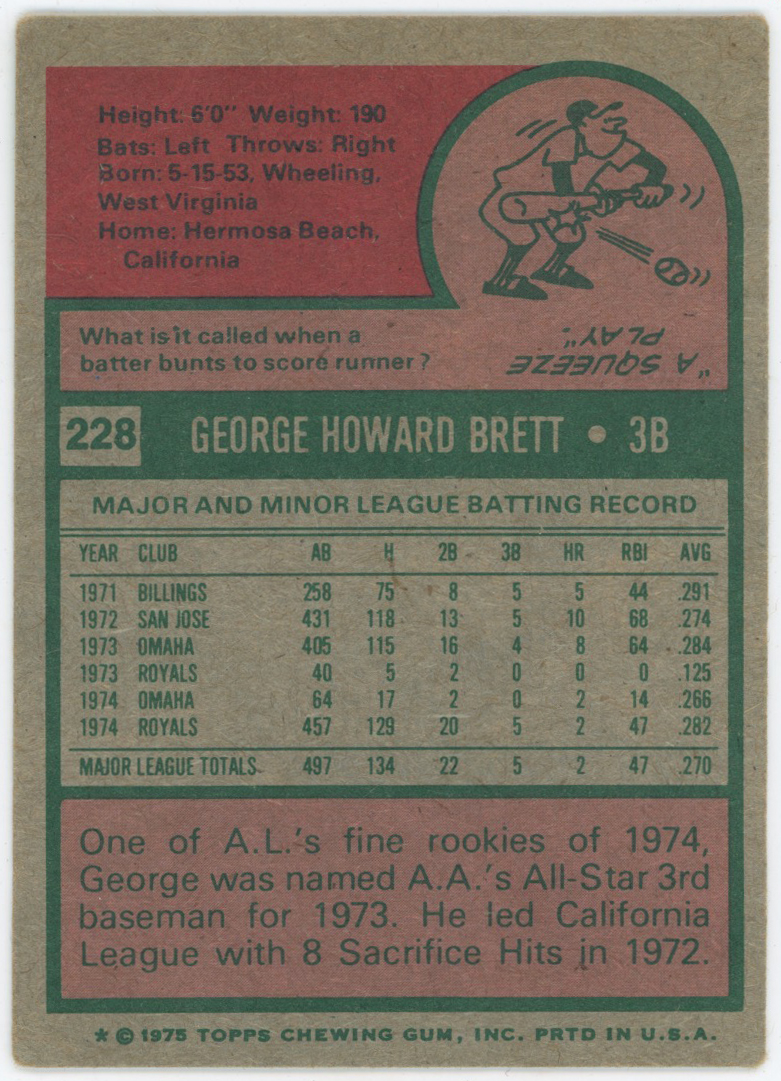 Height: 6'0" Weight: 190
Bats: Left Throws: Right
Born: 5-15-53, Wheeling,
West Virginia
Home: Hermosa Beach,
California
What is it called when a
batter bunts to score runner?
"A SQUEEZE
PLAY".
228 GEORGE HOWARD BRETT • 3B
MAJOR AND MINOR LEAGUE BATTING RECORD
YEAR CLUB AB H 2B 3B HR RBI AVG
1971 BILLINGS 258 75 8 5 5 44 .291
1972 SAN JOSE 431 118 13 5 10 68 .274
1973 OMAHA 405 115 16 4 8 64 .284
1973 ROYALS 40 5 2 0 0 0 .125
1974 OMAHA 64 17 2 0 2 14 .266
1974 ROYALS 457 129 20 5 2 47 .282
MAJOR LEAGUE TOTALS 497 134 22 5 2 47 .270
One of A.L.'s fine rookies of 1974,
George was named A.A.'s All-Star 3rd
baseman for 1973. He led California
League with 8 Sacrifice Hits in 1972.
* © 1975 TOPPS CHEWING GUM, INC. PRTD IN U.S.A.